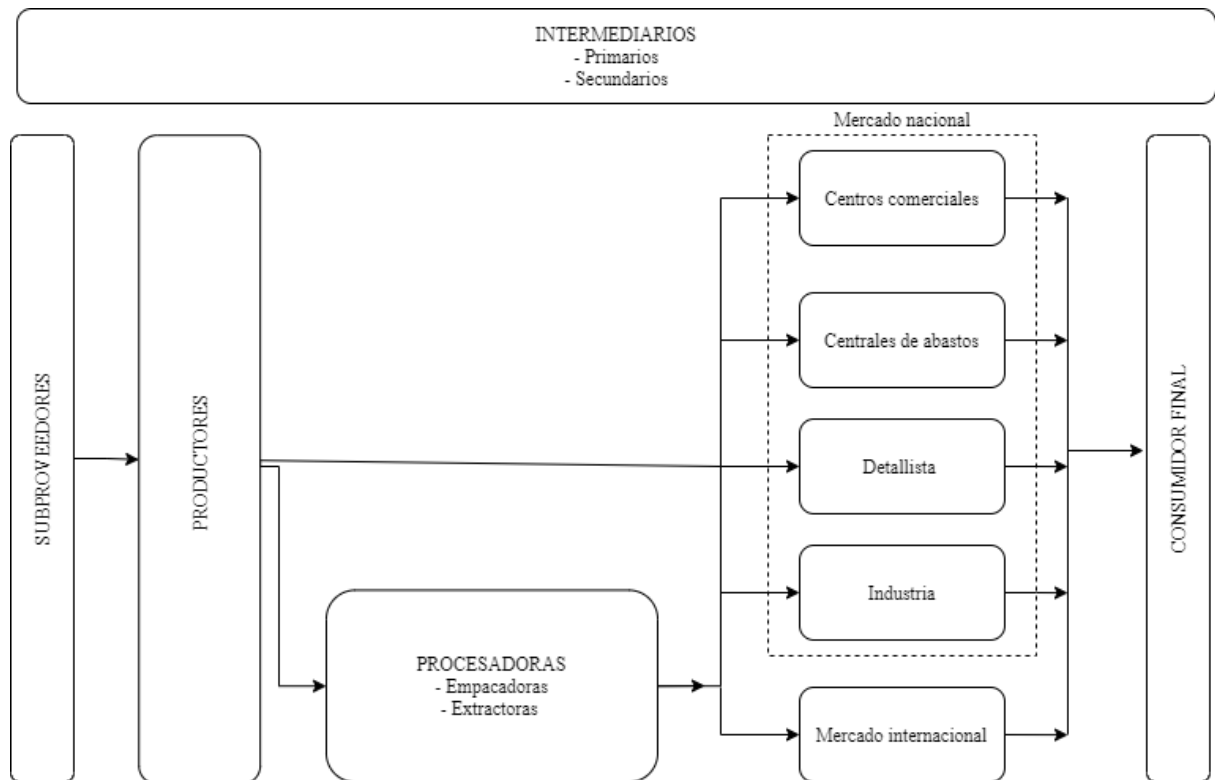 INTERMEDIARIOS
- Primarios
- Secundarios
Mercado nacional
SUBPROVEEDORES
PRODUCTORES
PROCESADORAS
- Empacadoras
- Extractoras
Centros comerciales
Centrales de abastos
Detallista
Industria
Mercado internacional
CONSUMIDOR FINAL